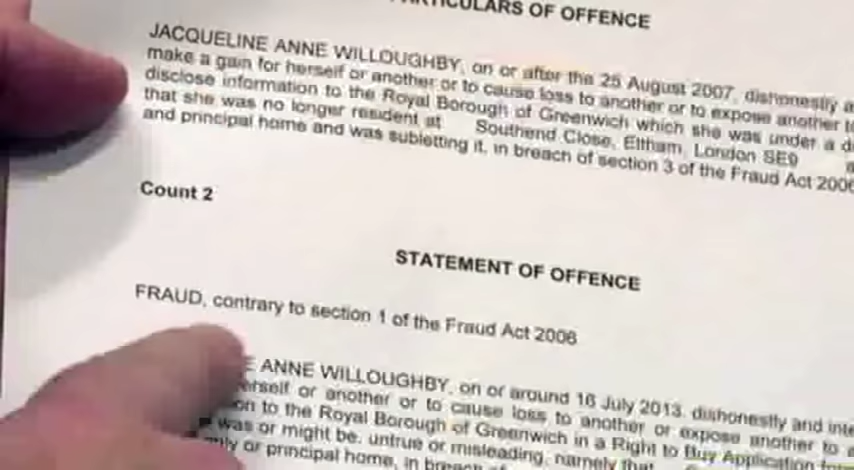 PARTICULARS OF OFFENCE
JACQUELINE ANNE WILLOUGHBY, on or after the 25 August 2007, dishonestly
make a gain for herself or another or to cause loss to another or to expose another
disclose information to the Royal Borough of Greenwich which she was under a
that she was no longer resident at Southend Close, Eltham, London SE9
and principal home and was subletting it, in breach of section 3 of the Fraud Act 2006
Count 2
STATEMENT OF OFFENCE
FRAUD, contrary to section 1 of the Fraud Act 2006
ANNE WILLOUGHBY, on or around 16 July 2013, dishonestly and
herself or another or to cause loss to another or expose another to
to the Royal Borough of Greenwich in a Right to Buy Application
was or might be, untrue or misleading, namely that
or principal home, in breach of